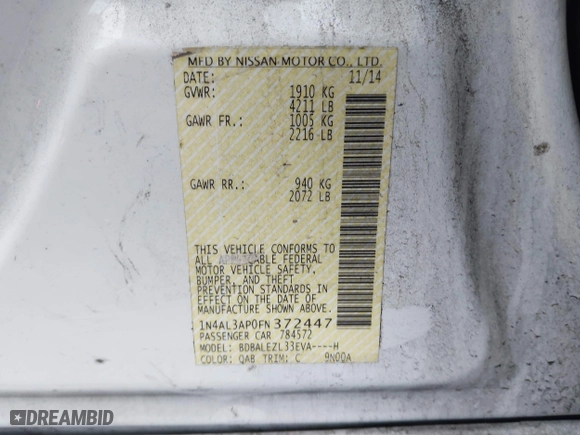 MFD BY NISSAN MOTOR CO., LTD.
DATE: 11/14
GVWR: 1910 KG
4211 LB
GAWR FR.: 1005 KG
2216 LB
GAWR RR.: 940 KG
2072 LB
THIS VEHICLE CONFORMS TO
ALL APPLICABLE FEDERAL
MOTOR VEHICLE SAFETY,
BUMPER, AND THEFT
PREVENTION STANDARDS IN
EFFECT ON THE DATE OF
MANUFACTURE SHOWN ABOVE.
1N4AL3AP0FN372447
PASSENGER CAR 784572
MODEL: BDBALEZL33EVA----H
COLOR: QAB TRIM: C 9N00A
DREAMBID